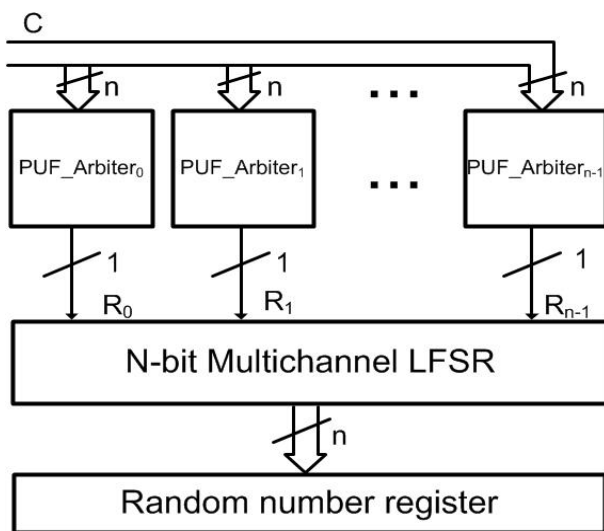 C
n n ... n
PUF_Arbiter₀ PUF_Arbiter₁ ... PUF_Arbiterₙ₋₁
1 1 1
R₀ R₁ Rₙ₋₁
N-bit Multichannel LFSR
n
Random number register